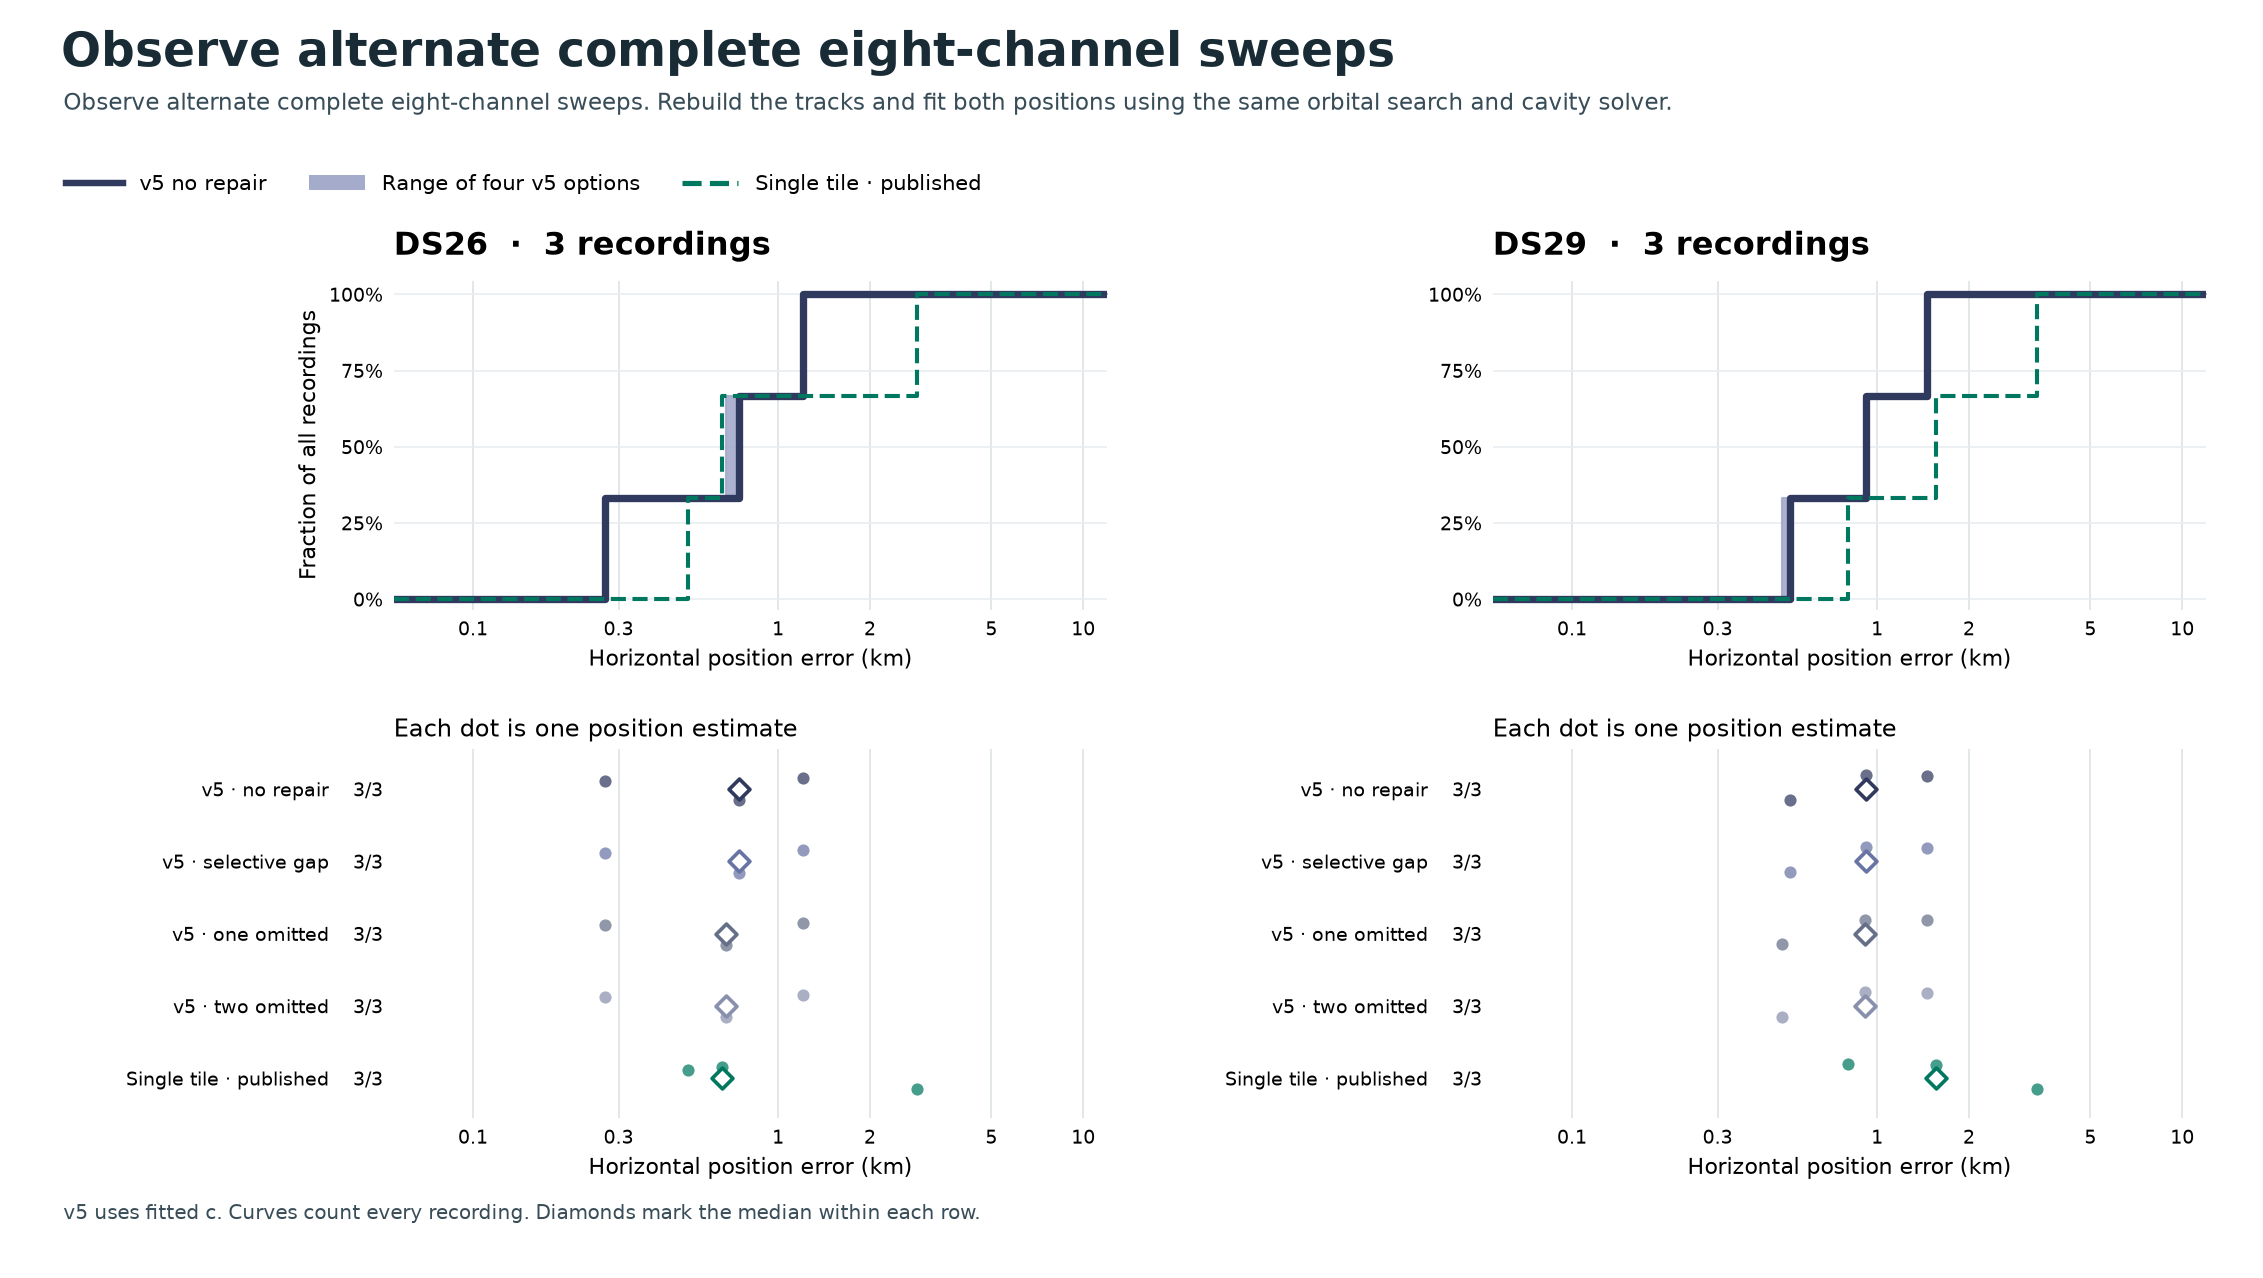 Observe alternate complete eight-channel sweeps
Observe alternate complete eight-channel sweeps. Rebuild the tracks and fit both positions using the same orbital search and cavity solver.
v5 no repair
Range of four v5 options
Single tile · published
DS26 · 3 recordings
Fraction of all recordings
100%
75%
50%
25%
0%
0.1 0.3 1 2 5 10
Horizontal position error (km)
DS29 · 3 recordings
100%
75%
50%
25%
0%
0.1 0.3 1 2 5 10
Horizontal position error (km)
Each dot is one position estimate
v5 · no repair 3/3
v5 · selective gap 3/3
v5 · one omitted 3/3
v5 · two omitted 3/3
Single tile · published 3/3
0.1 0.3 1 2 5 10
Horizontal position error (km)
Each dot is one position estimate
v5 · no repair 3/3
v5 · selective gap 3/3
v5 · one omitted 3/3
v5 · two omitted 3/3
Single tile · published 3/3
0.1 0.3 1 2 5 10
Horizontal position error (km)
v5 uses fitted c. Curves count every recording. Diamonds mark the median within each row.